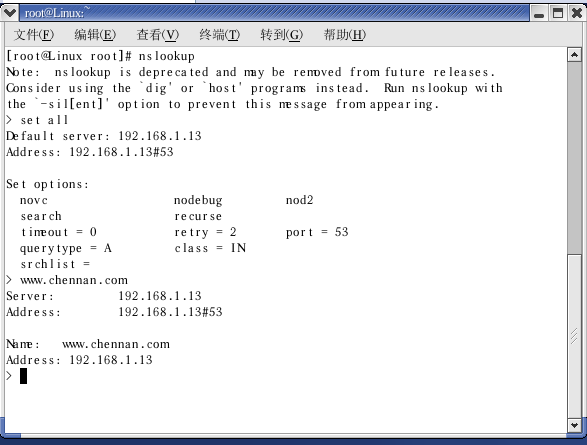 root@Linux:~
文件(F) 编辑(E) 查看(V) 终端(T) 转到(G) 帮助(H)
[root@Linux root]# nslookup
Note:  nslookup is deprecated and may be removed from future releases.
Consider using the `dig' or `host' programs instead.  Run nslookup with
the `-sil[ent]' option to prevent this message from appearing.
> set all
Default server: 192.168.1.13
Address: 192.168.1.13#53
Set options:
novc nodebug nod2
search recurse
timeout = 0 retry = 2 port = 53
querytype = A class = IN
srchlist =
> www.chennan.com
Server: 192.168.1.13
Address: 192.168.1.13#53
Name: www.chennan.com
Address: 192.168.1.13
>